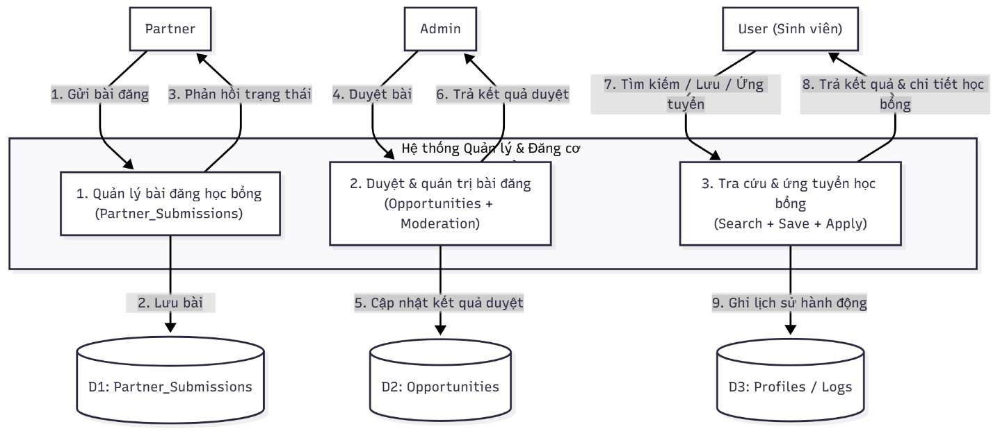 Partner
Admin
User (Sinh viên)
1. Gửi bài đăng
3. Phản hồi trạng thái
4. Duyệt bài
6. Trả kết quả duyệt
7. Tìm kiếm / Lưu / Ứng
tuyển
8. Trả kết quả & chi tiết học
bổng
Hệ thống Quản lý & Đăng cơ
1. Quản lý bài đăng học bổng
(Partner_Submissions)
2. Duyệt & quản trị bài đăng
(Opportunities +
Moderation)
3. Tra cứu & ứng tuyển học
bổng
(Search + Save + Apply)
2. Lưu bài
5. Cập nhật kết quả duyệt
9. Ghi lịch sử hành động
D1: Partner_Submissions
D2: Opportunities
D3: Profiles / Logs